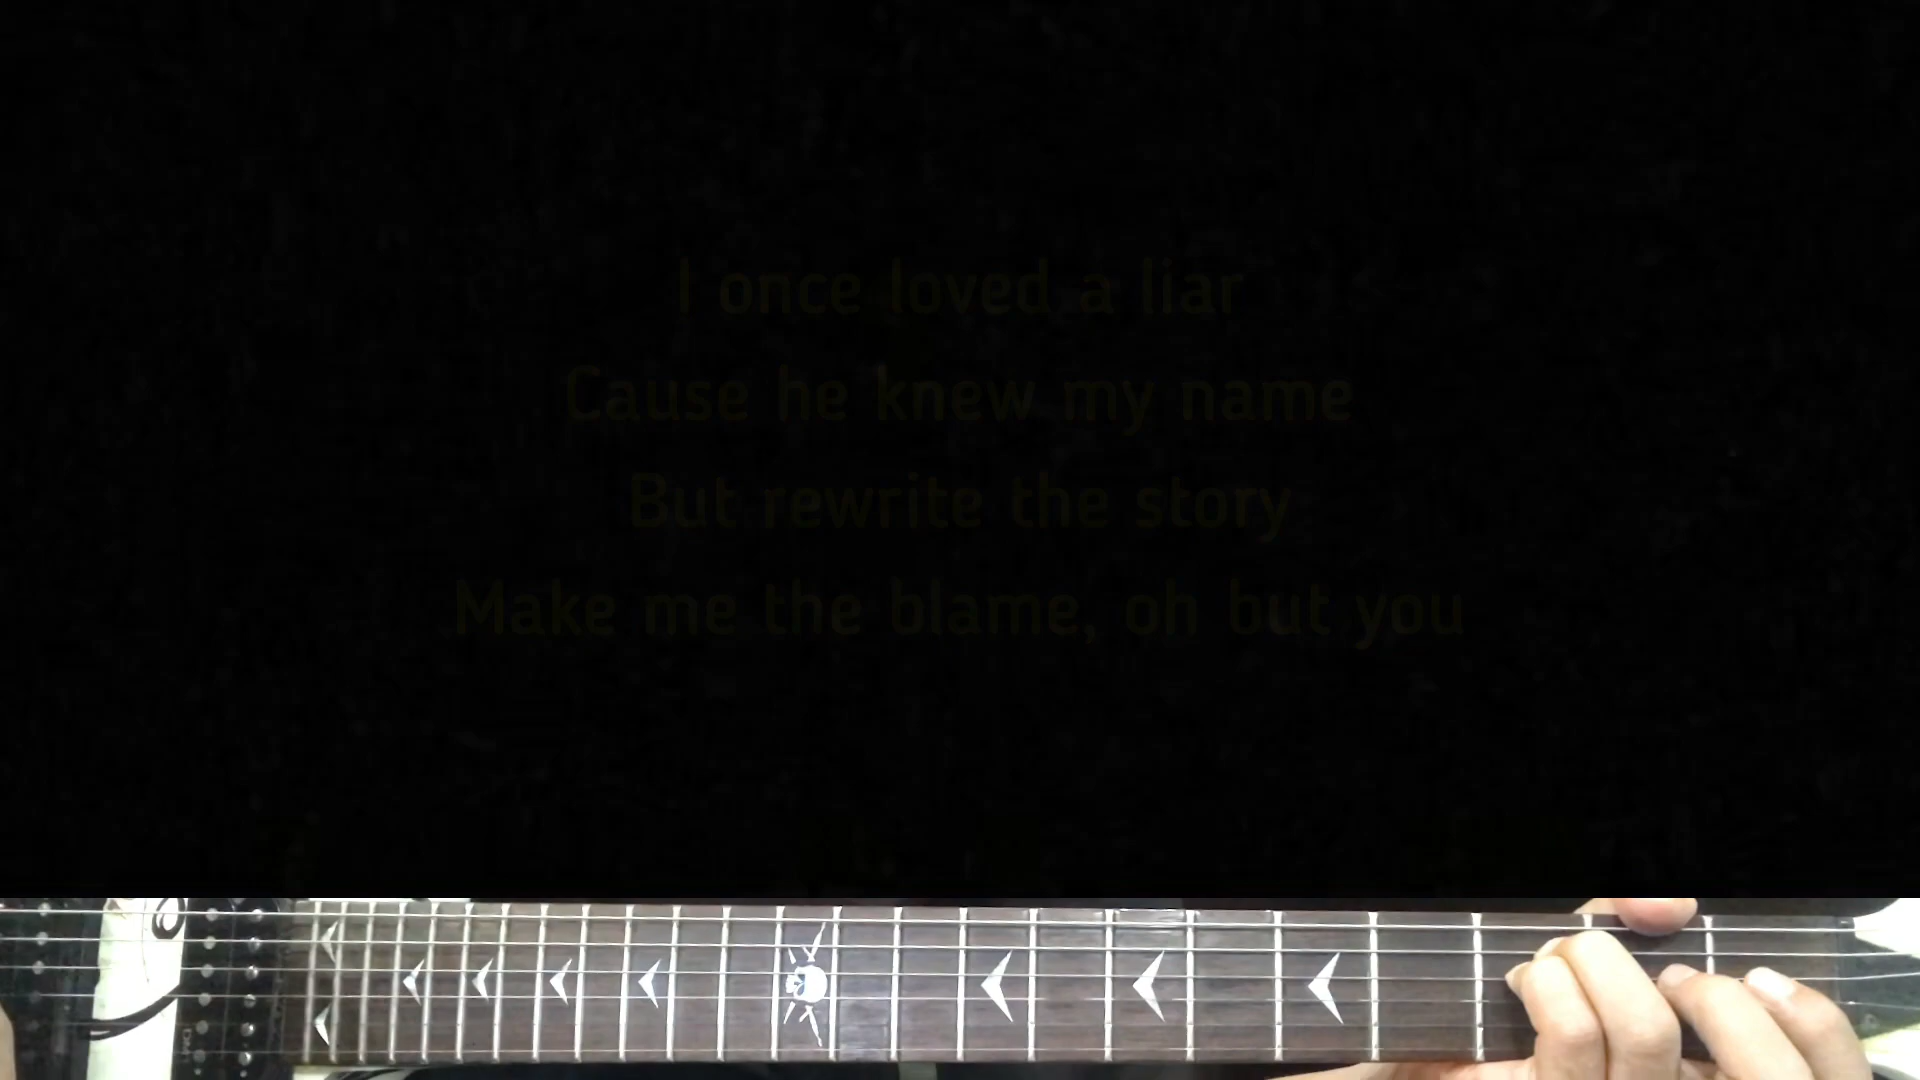 I once loved a liar
Cause he knew my name
But rewrite the story
Make me the blame, oh but you